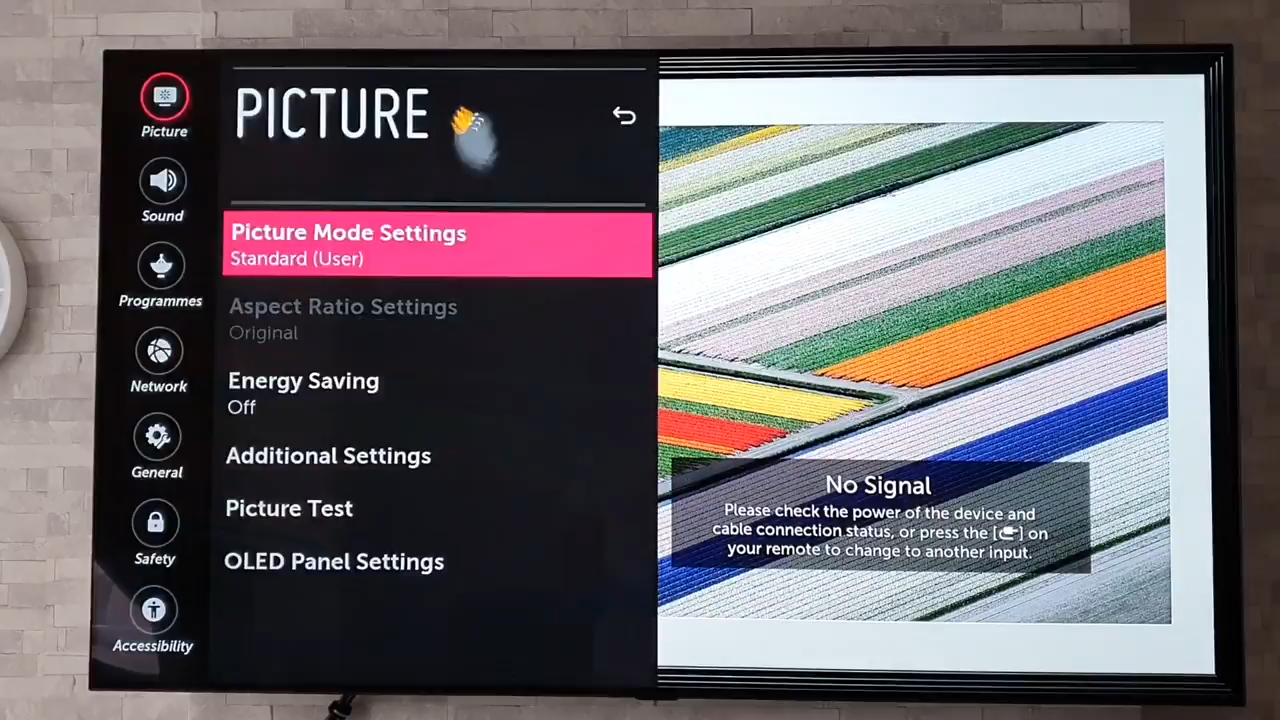 Picture
Sound
Programmes
Network
General
Safety
Accessibility
PICTURE
Picture Mode Settings
Standard (User)
Aspect Ratio Settings
Original
Energy Saving
Off
Additional Settings
Picture Test
OLED Panel Settings
No Signal
Please check the power of the device and
cable connection status, or press the [ ] on
your remote to change to another input.